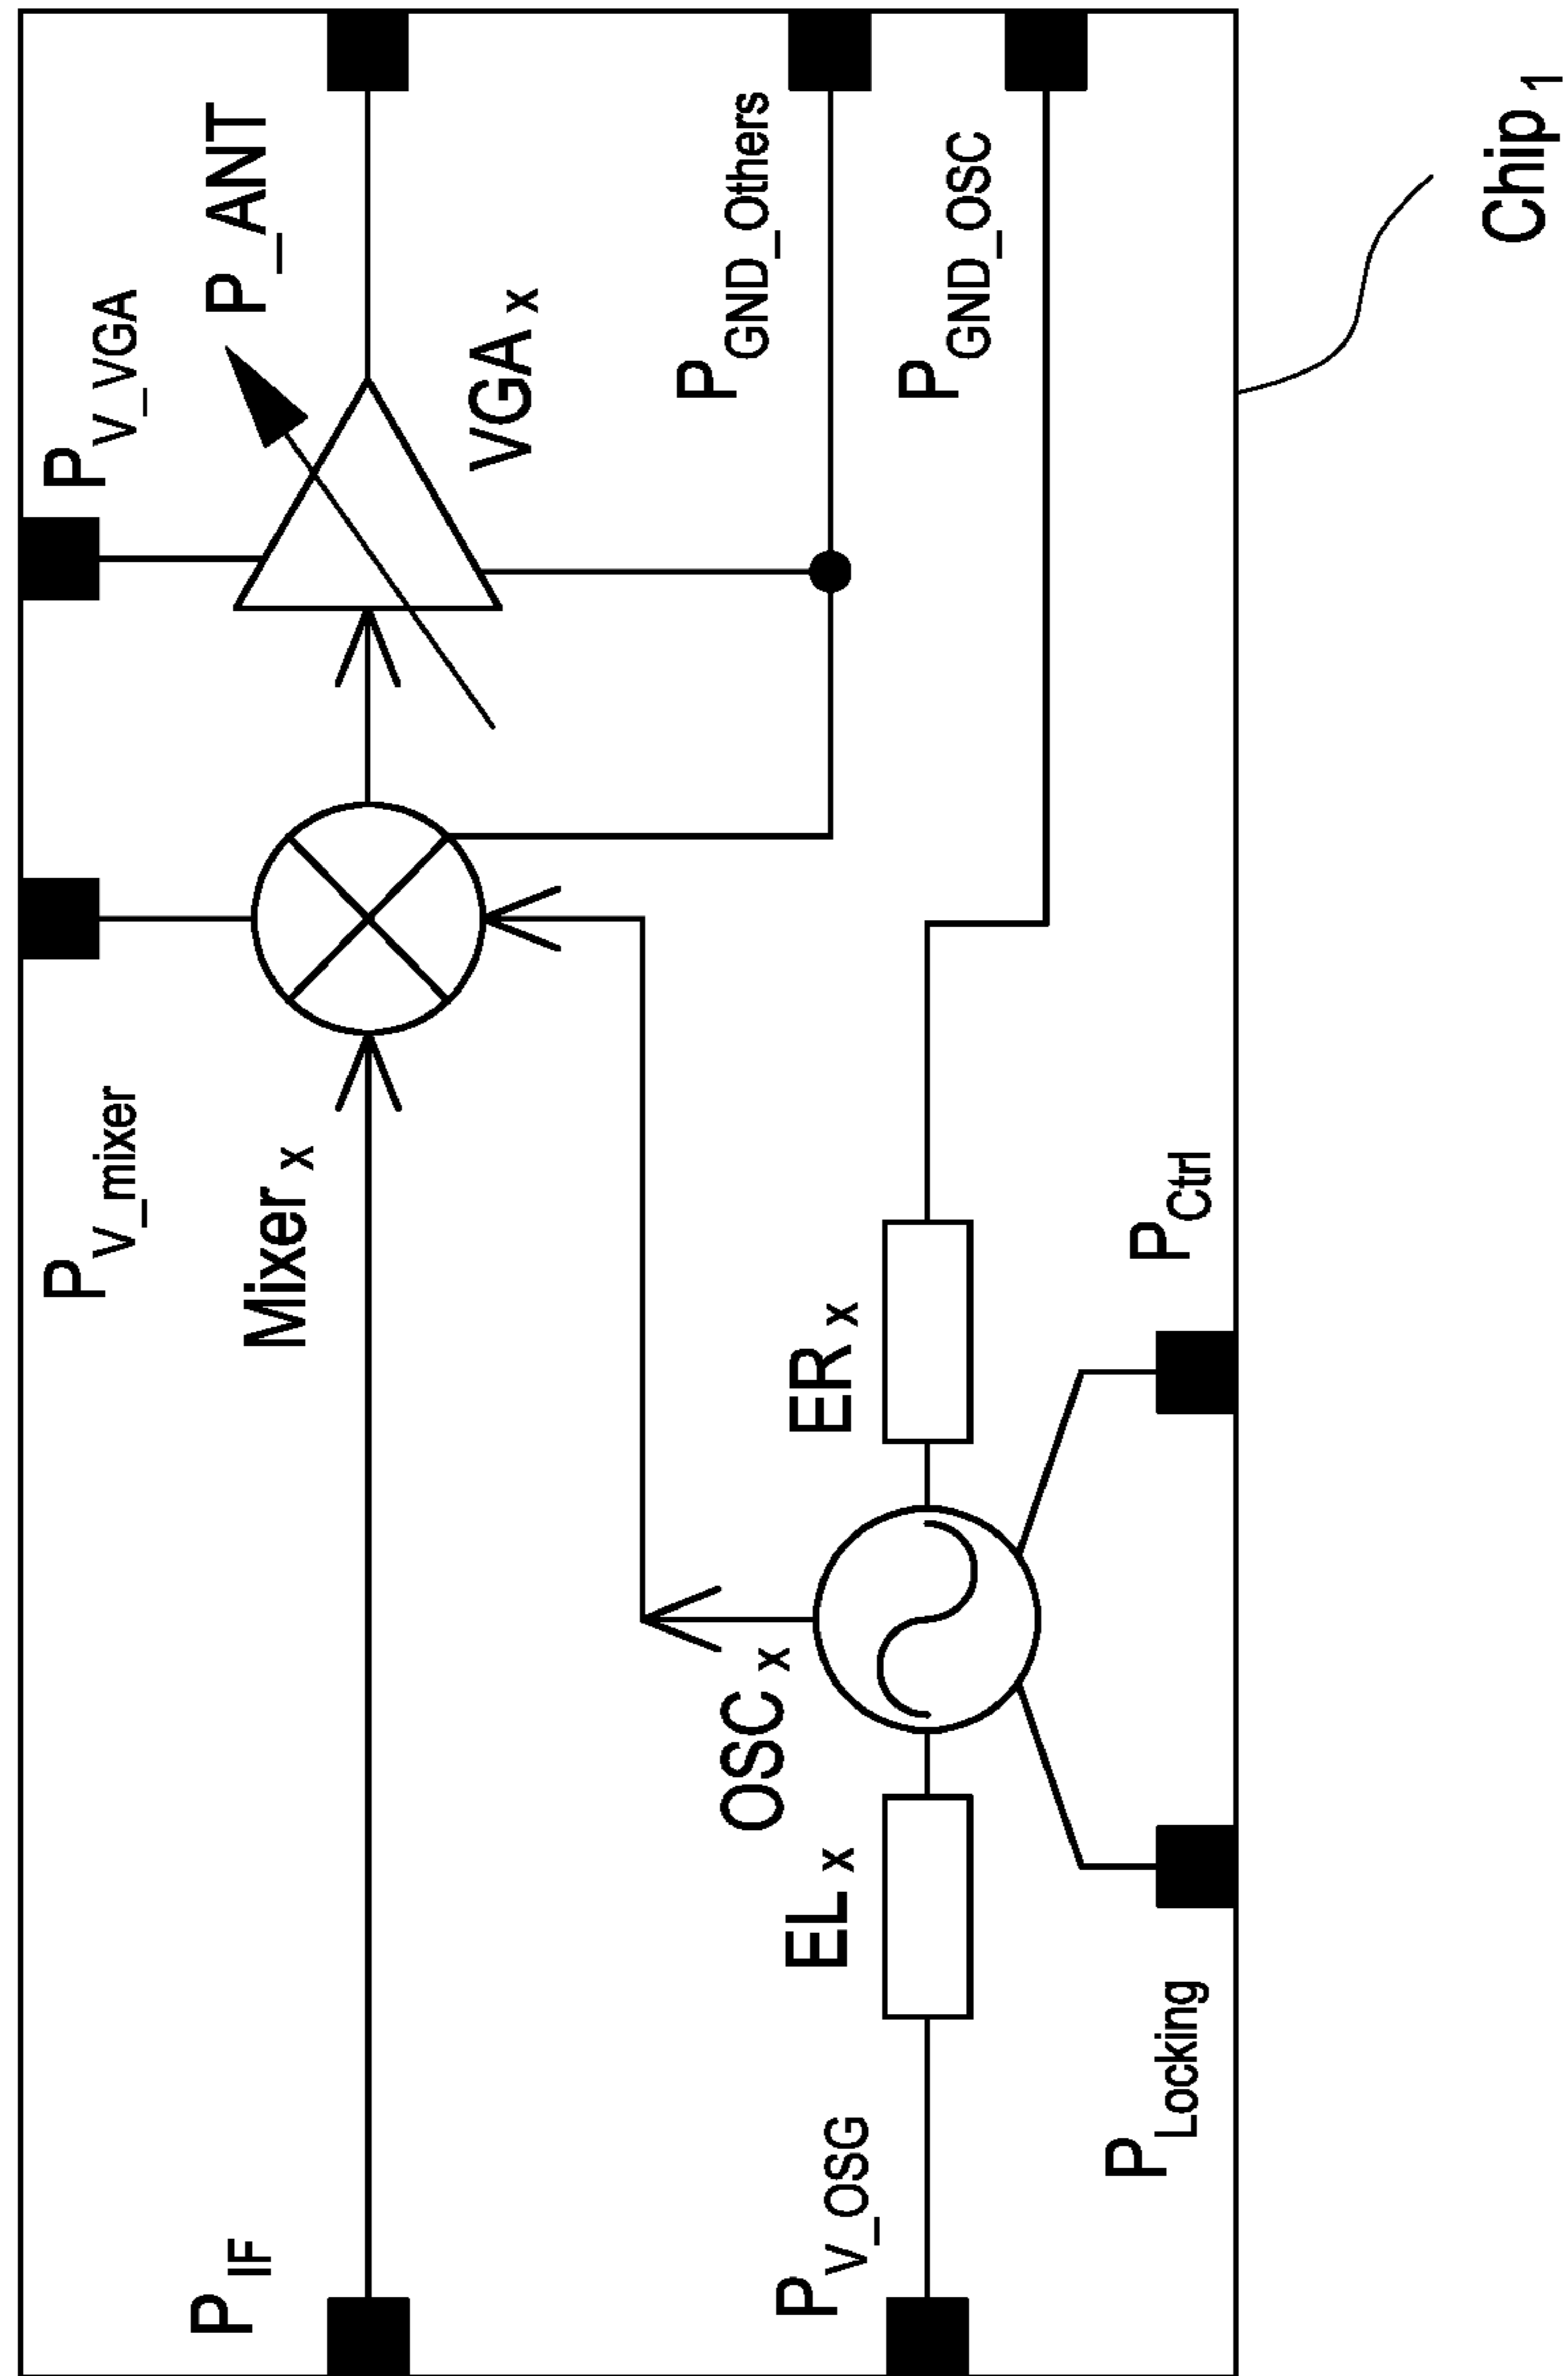 P V_mixer
P V_VGA
P IF
Mixer x
P_ANT
VGA x
P GND_Others
OSC x
P V_OSG
EL x
ER x
P GND_OSC
P Locking
P Ctrl
Chip 1